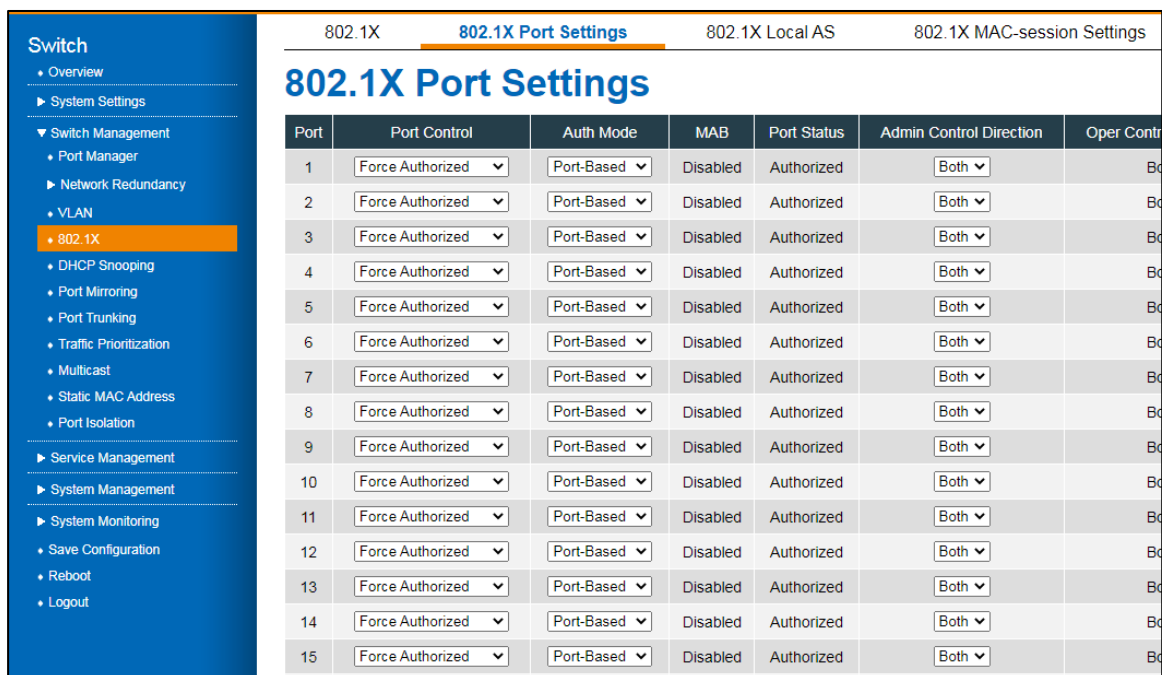 Switch
Overview
System Settings
Switch Management
Port Manager
Network Redundancy
VLAN
802.1X
DHCP Snooping
Port Mirroring
Port Trunking
Traffic Prioritization
Multicast
Static MAC Address
Port Isolation
Service Management
System Management
System Monitoring
Save Configuration
Reboot
Logout
802.1X 802.1X Port Settings 802.1X Local AS 802.1X MAC-session Settings
802.1X Port Settings
Port Port Control Auth Mode MAB Port Status Admin Control Direction Oper
1 Force Authorized Port-Based Disabled Authorized Both
2 Force Authorized Port-Based Disabled Authorized Both
3 Force Authorized Port-Based Disabled Authorized Both
4 Force Authorized Port-Based Disabled Authorized Both
5 Force Authorized Port-Based Disabled Authorized Both
6 Force Authorized Port-Based Disabled Authorized Both
7 Force Authorized Port-Based Disabled Authorized Both
8 Force Authorized Port-Based Disabled Authorized Both
9 Force Authorized Port-Based Disabled Authorized Both
10 Force Authorized Port-Based Disabled Authorized Both
11 Force Authorized Port-Based Disabled Authorized Both
12 Force Authorized Port-Based Disabled Authorized Both
13 Force Authorized Port-Based Disabled Authorized Both
14 Force Authorized Port-Based Disabled Authorized Both
15 Force Authorized Port-Based Disabled Authorized Both